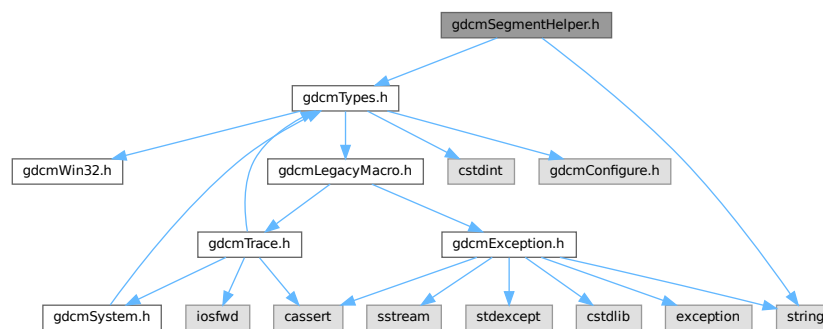 gdcmSegmentHelper.h
gdcmTypes.h
gdcmWin32.h
gdcmLegacyMacro.h
cstdint
gdcmConfigure.h
gdcmTrace.h
gdcmException.h
gdcmSystem.h
iosfwd
cassert
sstream
stdexcept
cstdlib
exception
string